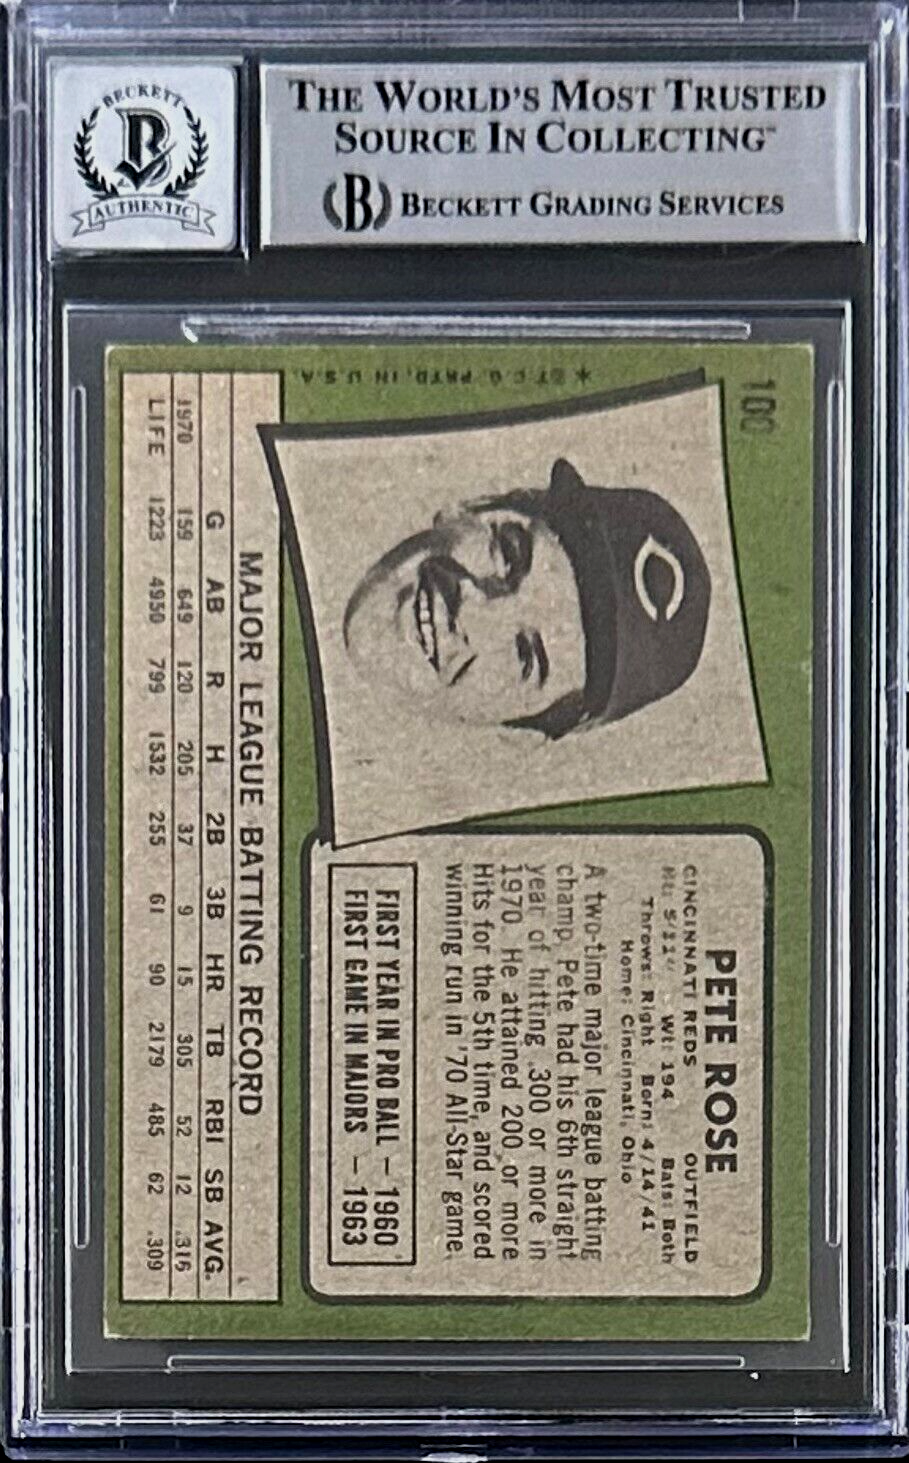 BECKETT
B
AUTHENTIC
THE WORLD'S MOST TRUSTED
SOURCE IN COLLECTING™
(B) BECKETT GRADING SERVICES
100
* © T.C.G. PRTD. IN U.S.A.
C
PETE ROSE
CINCINNATI REDS OUTFIELD
Ht: 5/11" Wt: 194 Bats: Both
Throws: Right Born: 4/14/41
Home: Cincinnati, Ohio
A two-time major league batting
champ, Pete had his 6th straight
year of hitting .300 or more in
1970. He attained 200 or more
Hits for the 5th time, and scored
winning run in '70 All-Star game.
FIRST YEAR IN PRO BALL — 1960
FIRST GAME IN MAJORS — 1963
MAJOR LEAGUE BATTING RECORD
G AB R H 2B 3B HR TB RBI SB AVG.
1970 159 649 120 205 37 9 15 305 52 12 .316
LIFE 1223 4950 799 1532 255 61 90 2179 485 62 .309